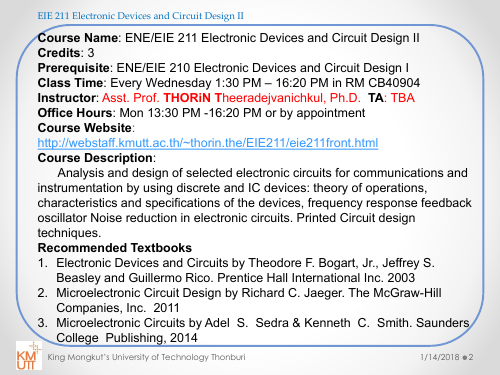 EIE 211 Electronic Devices and Circuit Design II
Course Name: ENE/EIE 211 Electronic Devices and Circuit Design II
Credits: 3
Prerequisite: ENE/EIE 210 Electronic Devices and Circuit Design I
Class Time: Every Wednesday 1:30 PM – 16:20 PM in RM CB40904
Instructor: Asst. Prof. THORiN Theeradejvanichkul, Ph.D. TA: TBA
Office Hours: Mon 13:30 PM -16:20 PM or by appointment
Course Website:
http://webstaff.kmutt.ac.th/~thorin.the/EIE211/eie211front.html
Course Description:
Analysis and design of selected electronic circuits for communications and
instrumentation by using discrete and IC devices: theory of operations,
characteristics and specifications of the devices, frequency response feedback
oscillator Noise reduction in electronic circuits. Printed Circuit design
techniques.
Recommended Textbooks
1. Electronic Devices and Circuits by Theodore F. Bogart, Jr., Jeffrey S.
Beasley and Guillermo Rico. Prentice Hall International Inc. 2003
2. Microelectronic Circuit Design by Richard C. Jaeger. The McGraw-Hill
Companies, Inc. 2011
3. Microelectronic Circuits by Adel S. Sedra & Kenneth C. Smith. Saunders
College Publishing, 2014
KM
UTT
King Mongkut's University of Technology Thonburi
1/14/2018 ●2